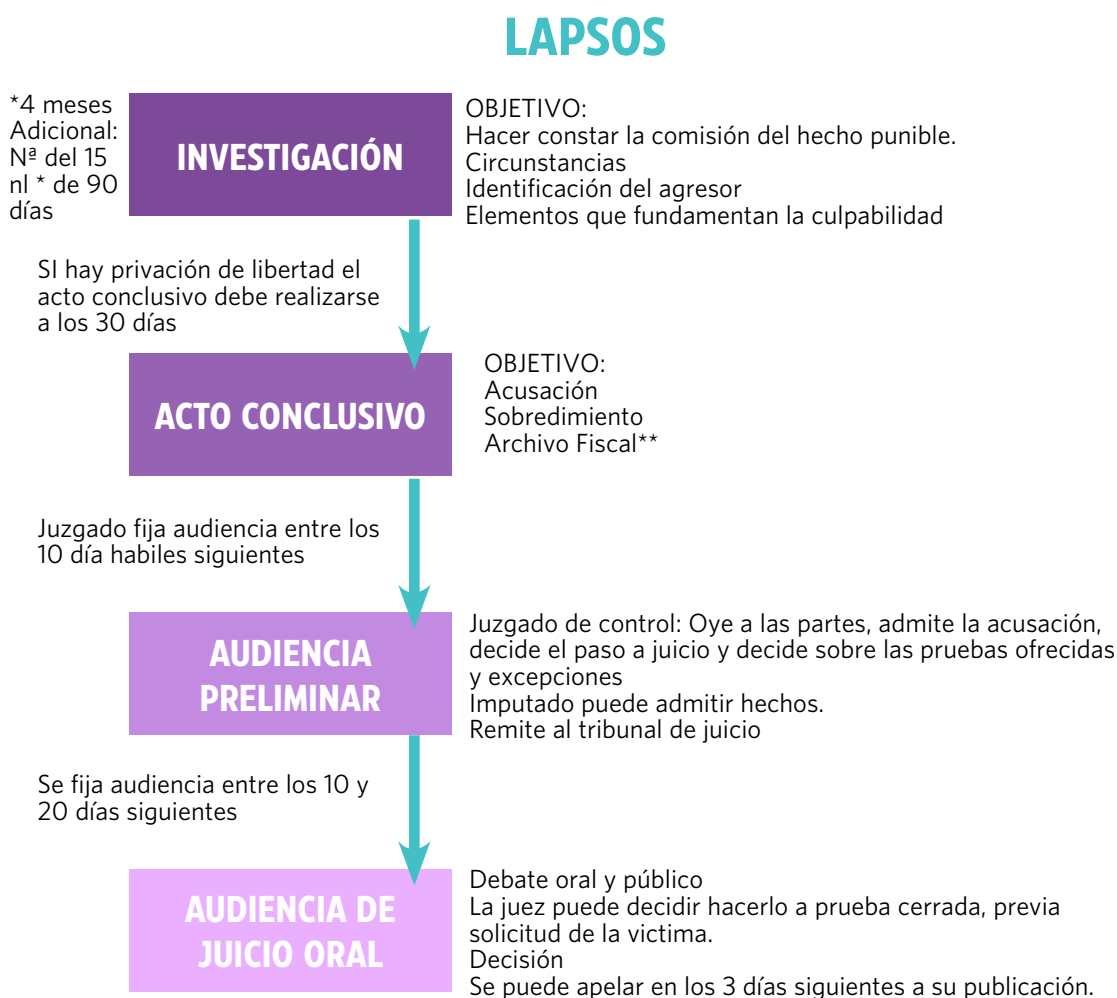 LAPSOS
*4 meses
Adicional:
Nª del 15
nl * de 90
días
INVESTIGACIÓN
OBJETIVO:
Hacer constar la comisión del hecho punible.
Circunstancias
Identificación del agresor
Elementos que fundamentan la culpabilidad
SI hay privación de libertad el
acto conclusivo debe realizarse
a los 30 días
ACTO CONCLUSIVO
OBJETIVO:
Acusación
Sobredimiento
Archivo Fiscal**
Juzgado fija audiencia entre los
10 día habiles siguientes
AUDIENCIA
PRELIMINAR
Juzgado de control: Oye a las partes, admite la acusación,
decide el paso a juicio y decide sobre las pruebas ofrecidas
y excepciones
Imputado puede admitir hechos.
Remite al tribunal de juicio
Se fija audiencia entre los 10 y
20 días siguientes
AUDIENCIA DE
JUICIO ORAL
Debate oral y público
La juez puede decidir hacerlo a prueba cerrada, previa
solicitud de la victima.
Decisión
Se puede apelar en los 3 días siguientes a su publicación.